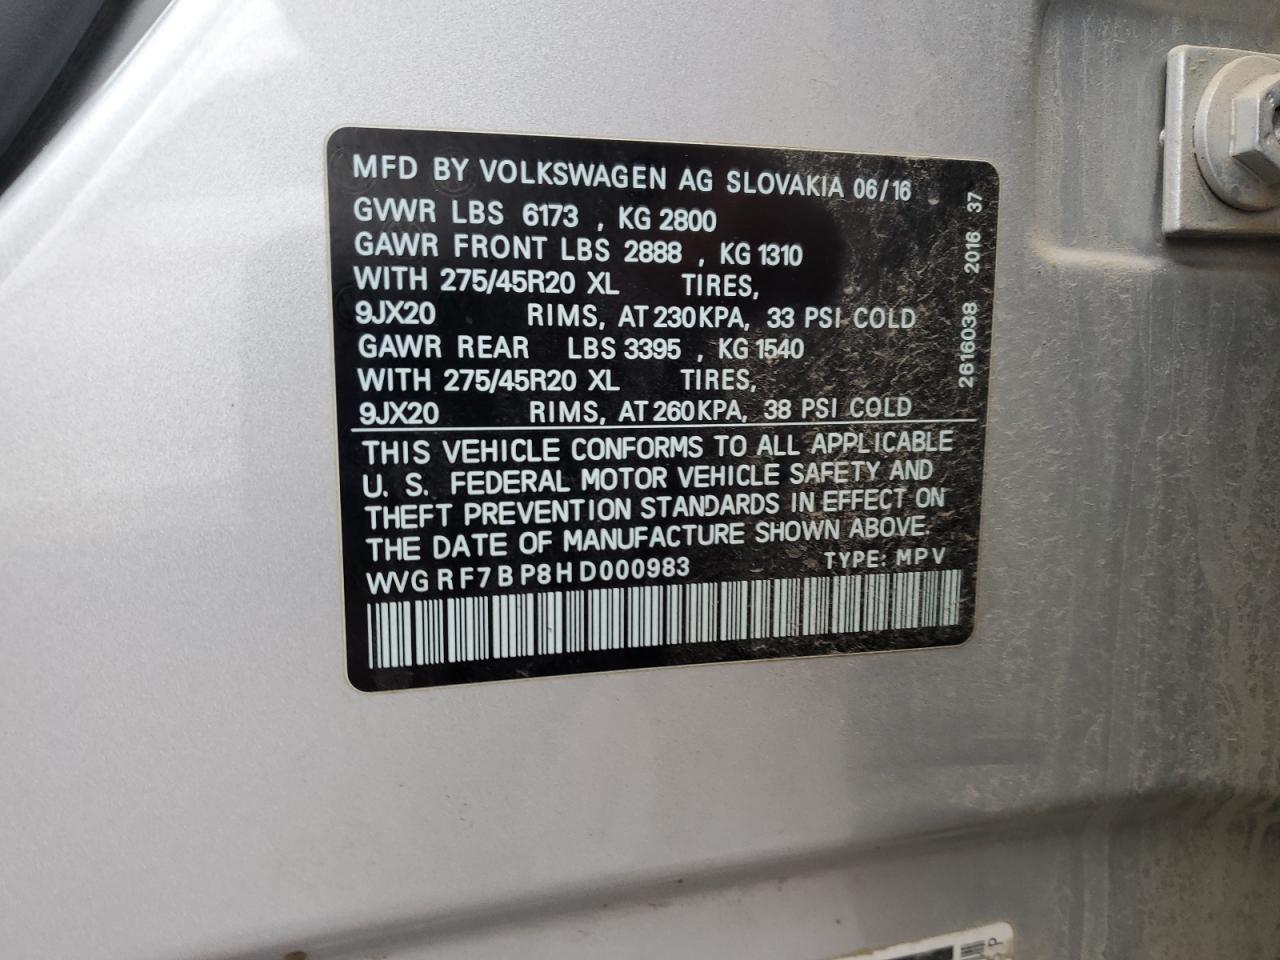 MFD BY VOLKSWAGEN AG SLOVAKIA 06/16
GVWR LBS 6173 , KG 2800
GAWR FRONT LBS 2888 , KG 1310
WITH 275/45R20 XL TIRES,
9JX20 RIMS, AT 230KPA, 33 PSI COLD
GAWR REAR LBS 3395 , KG 1540
WITH 275/45R20 XL TIRES,
9JX20 RIMS, AT 260KPA, 38 PSI COLD
THIS VEHICLE CONFORMS TO ALL APPLICABLE
U. S. FEDERAL MOTOR VEHICLE SAFETY AND
THEFT PREVENTION STANDARDS IN EFFECT ON
THE DATE OF MANUFACTURE SHOWN ABOVE.
WVGRF7BP8HD000983 TYPE: MPV
2616038 2016 37